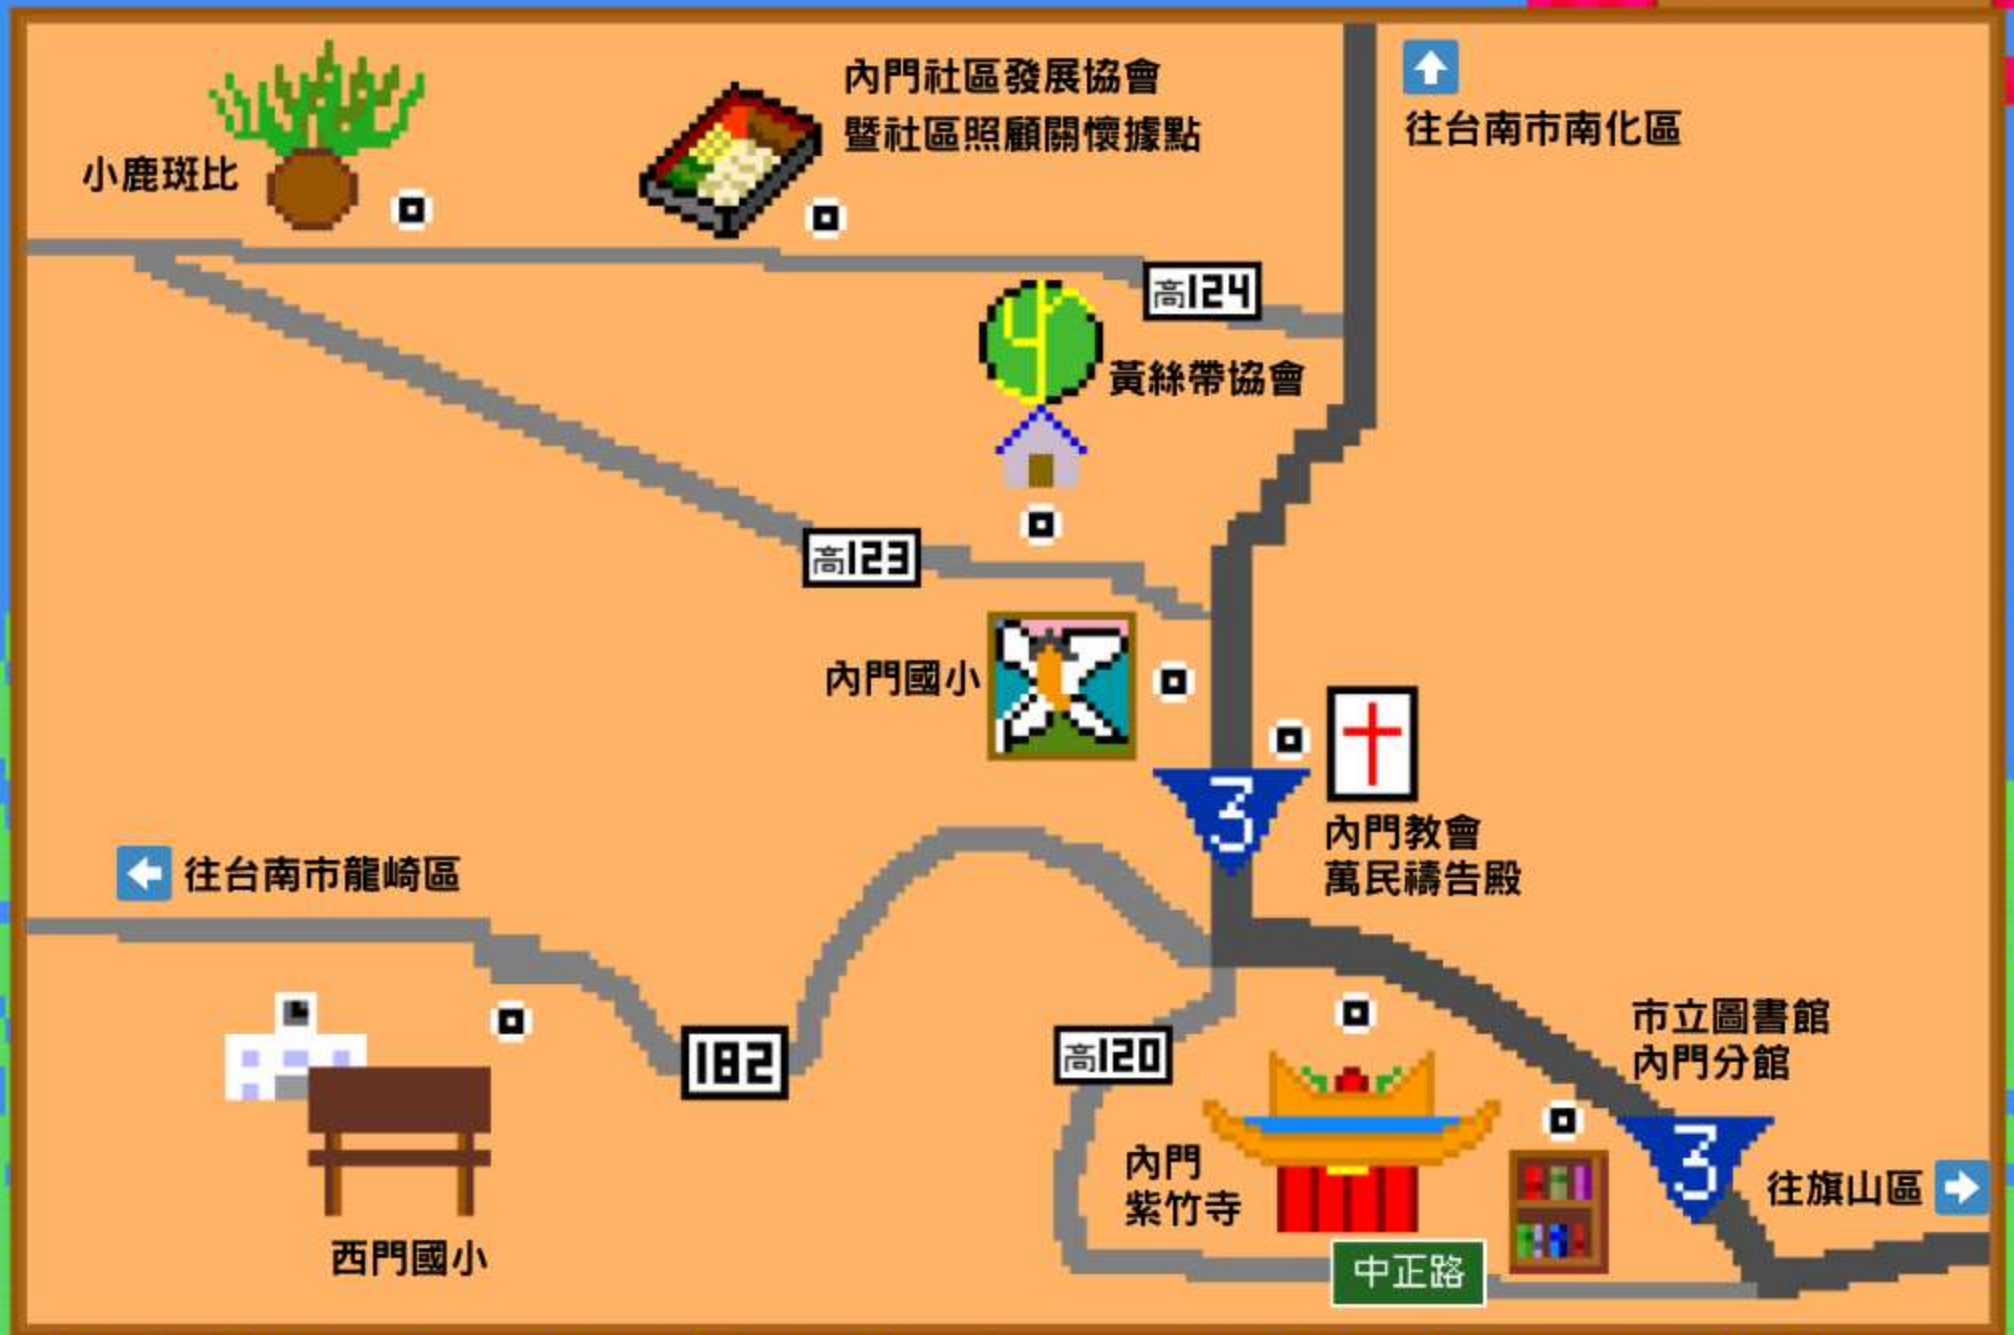 內門社區發展協會
暨社區照顧關懷據點
往台南市南化區
小鹿斑比
高124
黃絲帶協會
高123
內門國小
3
內門教會
萬民禱告殿
往台南市龍崎區
182
高120
市立圖書館
內門分館
3
內門
紫竹寺
往旗山區
西門國小
中正路